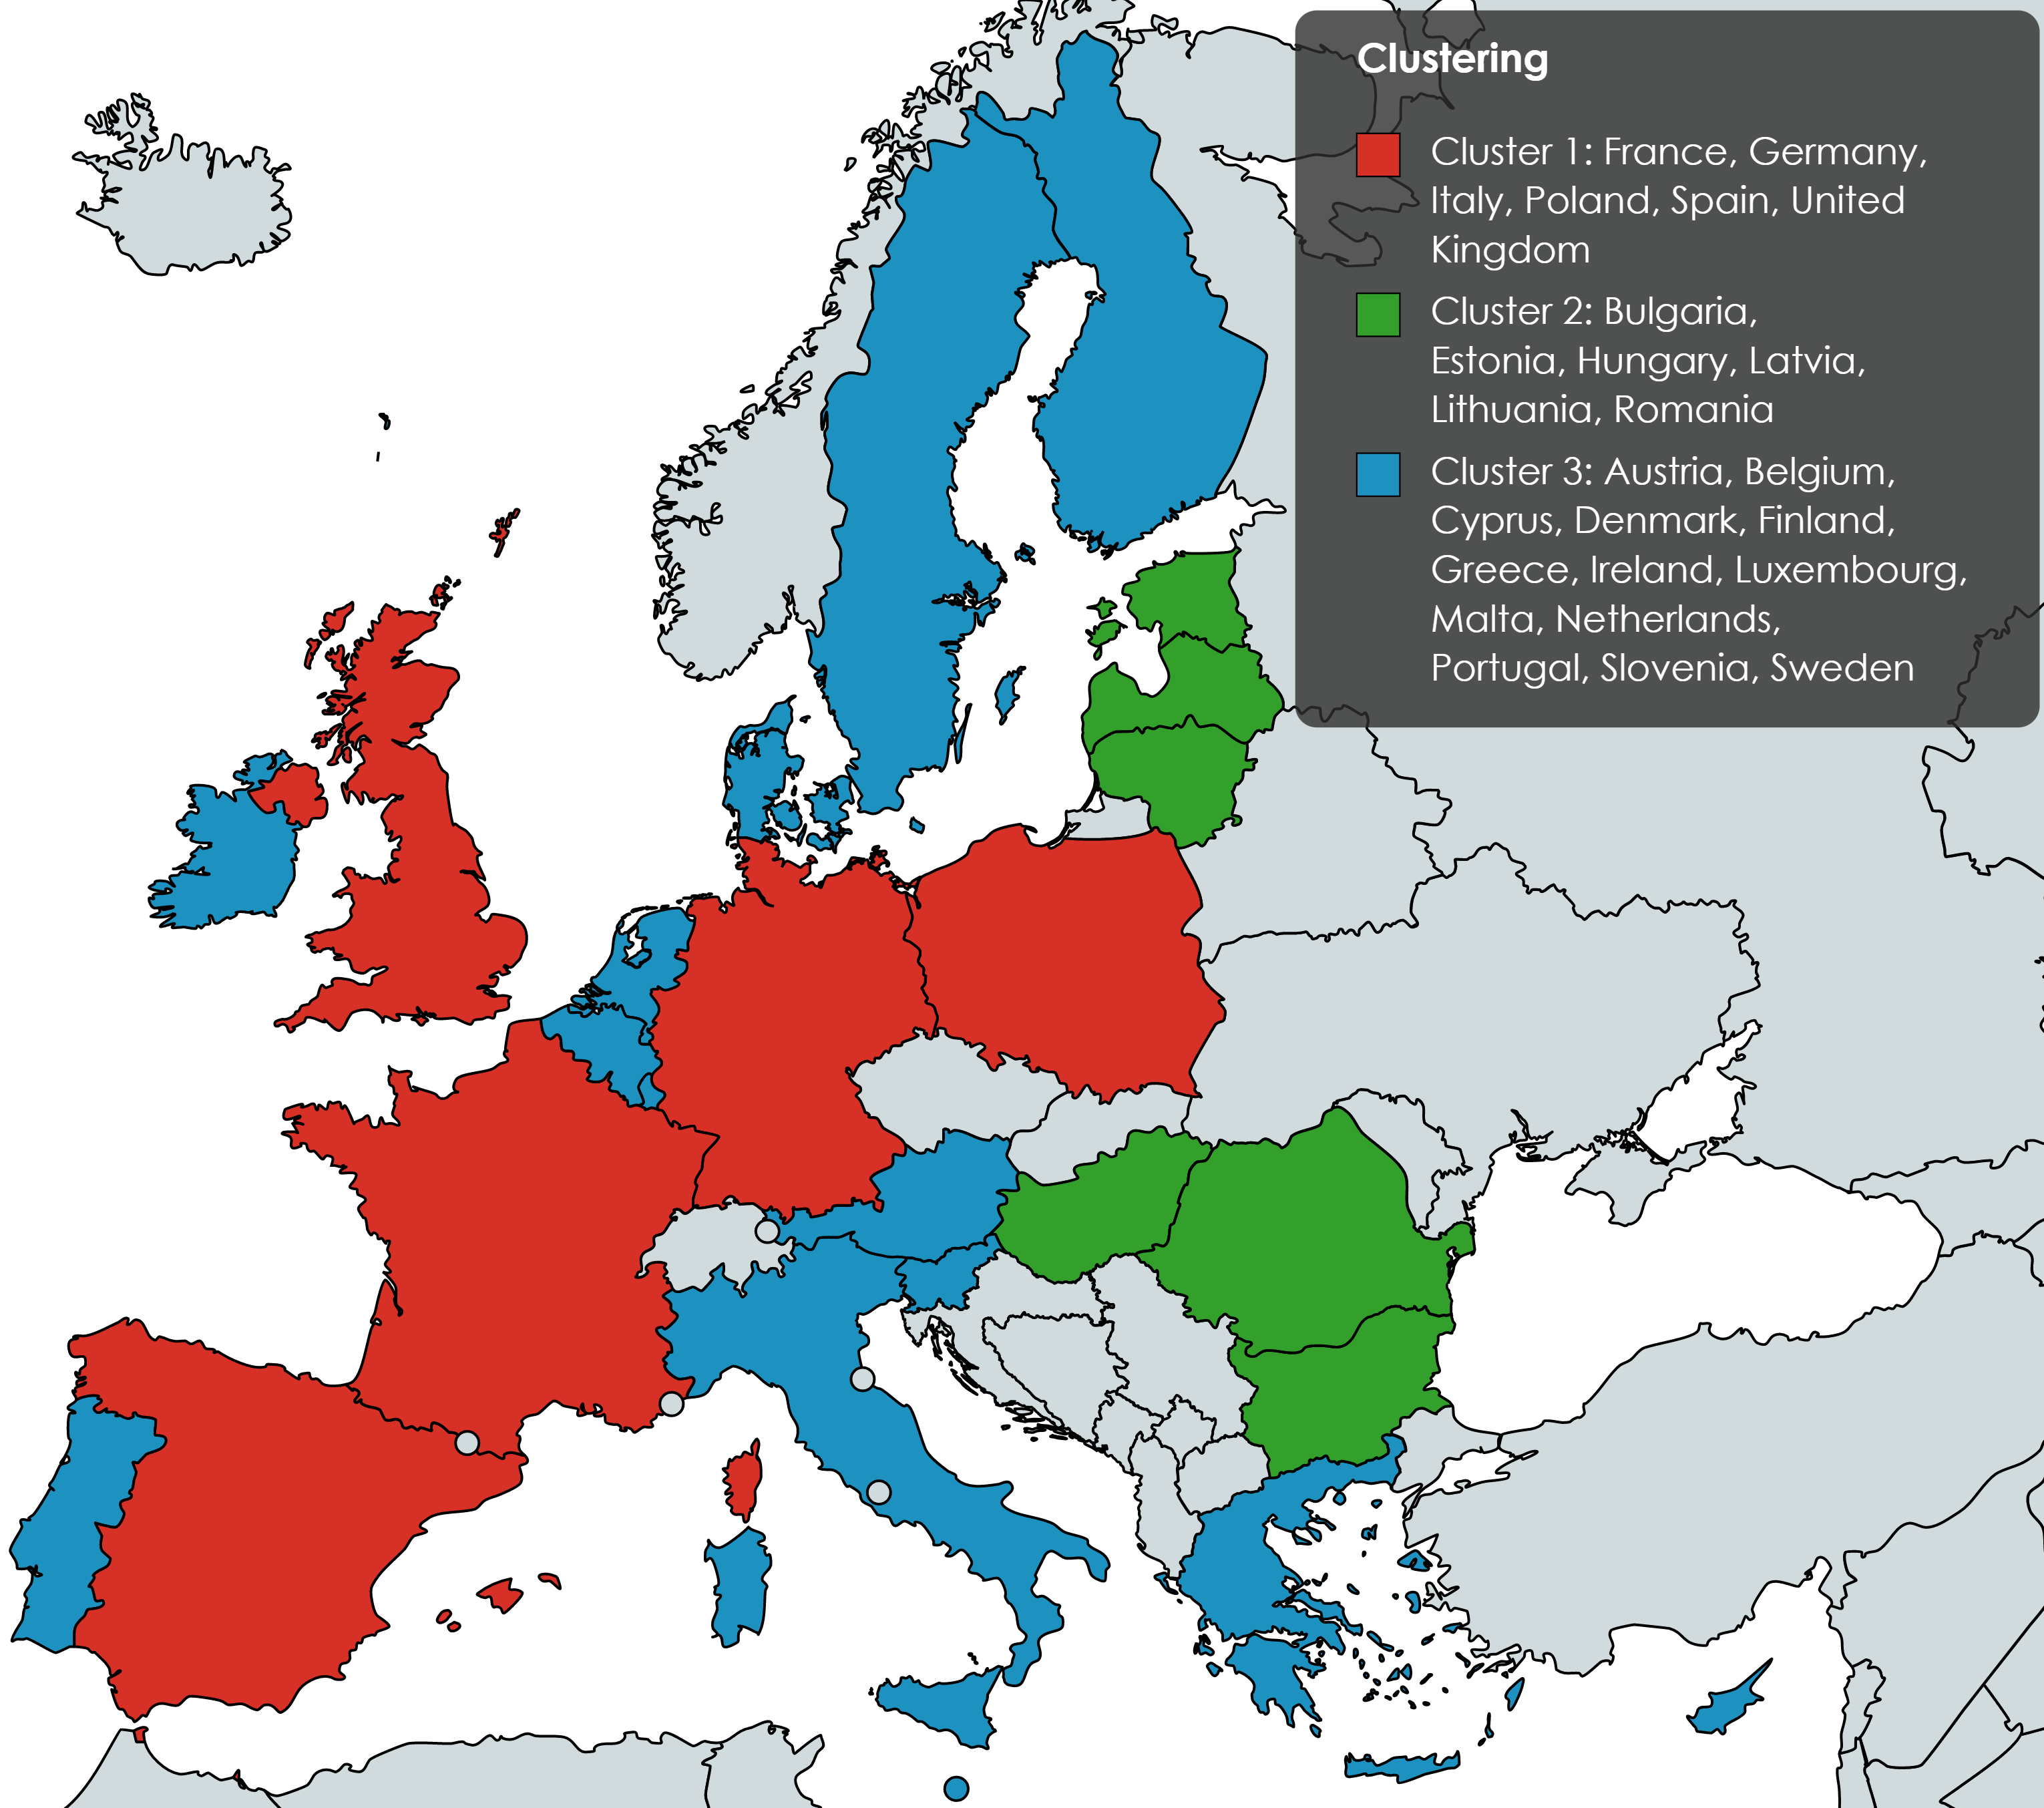 Clustering
Cluster 1: France, Germany,
Italy, Poland, Spain, United
Kingdom
Cluster 2: Bulgaria,
Estonia, Hungary, Latvia,
Lithuania, Romania
Cluster 3: Austria, Belgium,
Cyprus, Denmark, Finland,
Greece, Ireland, Luxembourg,
Malta, Netherlands,
Portugal, Slovenia, Sweden